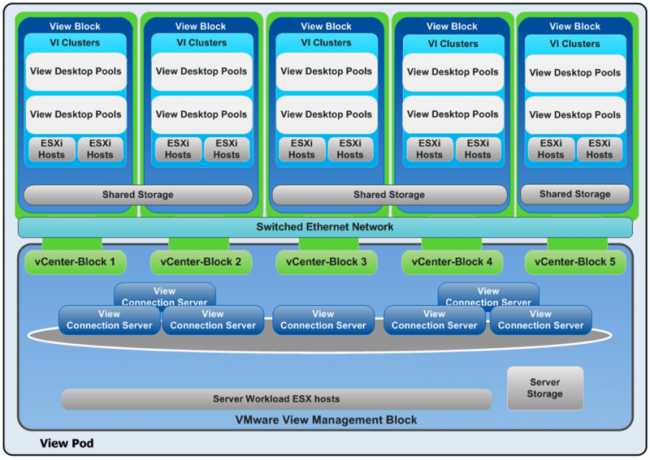 View Block
View Block
View Block
View Block
View Block
VI Clusters
VI Clusters
VI Clusters
VI Clusters
VI Clusters
View Desktop Pools
View Desktop Pools
View Desktop Pools
View Desktop Pools
View Desktop Pools
View Desktop Pools
View Desktop Pools
View Desktop Pools
View Desktop Pools
View Desktop Pools
ESXi
Hosts
ESXi
Hosts
ESXi
Hosts
ESXi
Hosts
ESXi
Hosts
ESXi
Hosts
ESXi
Hosts
ESXi
Hosts
ESXi
Hosts
ESXi
Hosts
Shared Storage
Shared Storage
Shared Storage
Switched Ethernet Network
vCenter-Block 1
vCenter-Block 2
vCenter-Block 3
vCenter-Block 4
vCenter-Block 5
View
Connection Server
View
Connection Server
View
Connection Server
View
Connection Server
View
Connection Server
View
Connection Server
View
Connection Server
Server Workload ESX hosts
Server
Storage
VMware View Management Block
View Pod